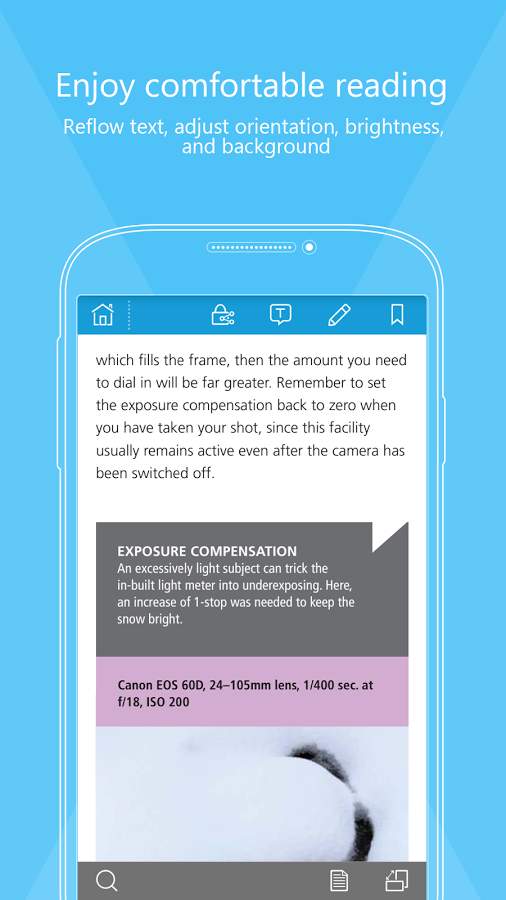 Enjoy comfortable reading
Reflow text, adjust orientation, brightness,
and background
T
which fills the frame, then the amount you need
to dial in will be far greater. Remember to set
the exposure compensation back to zero when
you have taken your shot, since this facility
usually remains active even after the camera has
been switched off.
EXPOSURE COMPENSATION
An excessively light subject can trick the
in-built light meter into underexposing. Here,
an increase of 1-stop was needed to keep the
snow bright.
Canon EOS 60D, 24–105mm lens, 1/400 sec. at
f/18, ISO 200